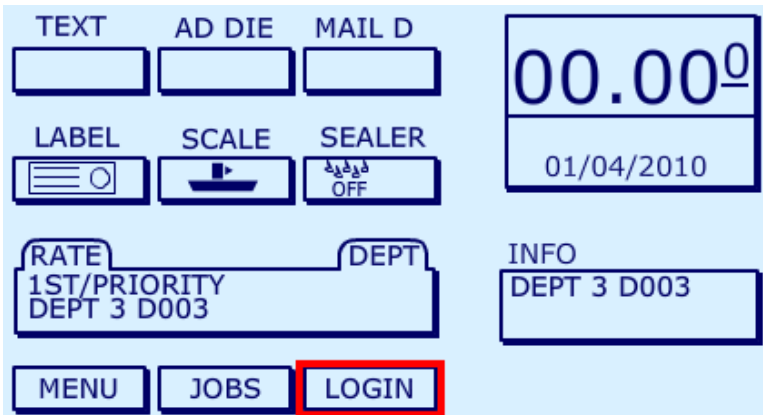 TEXT AD DIE MAIL D
00.000
01/04/2010
LABEL SCALE SEALER
OFF
RATE DEPT
1ST/PRIORITY
DEPT 3 D003
INFO
DEPT 3 D003
MENU JOBS LOGIN